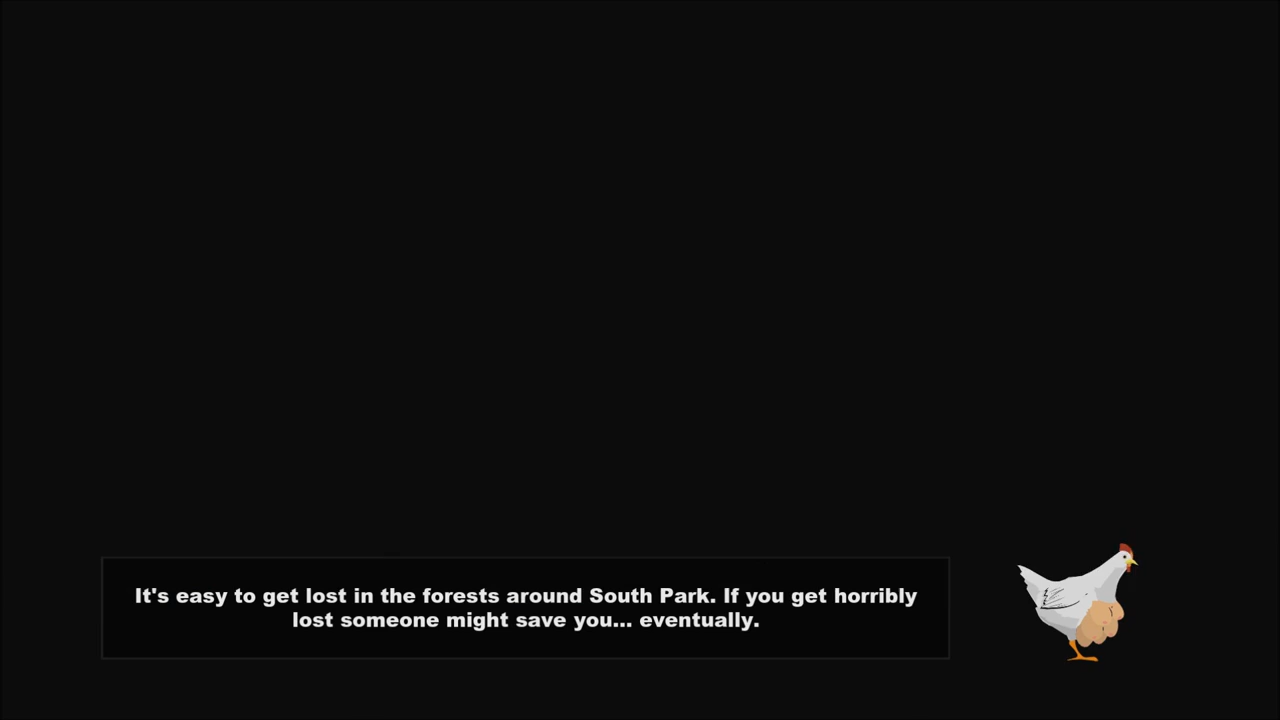 It's easy to get lost in the forests around South Park. If you get horribly
lost someone might save you... eventually.